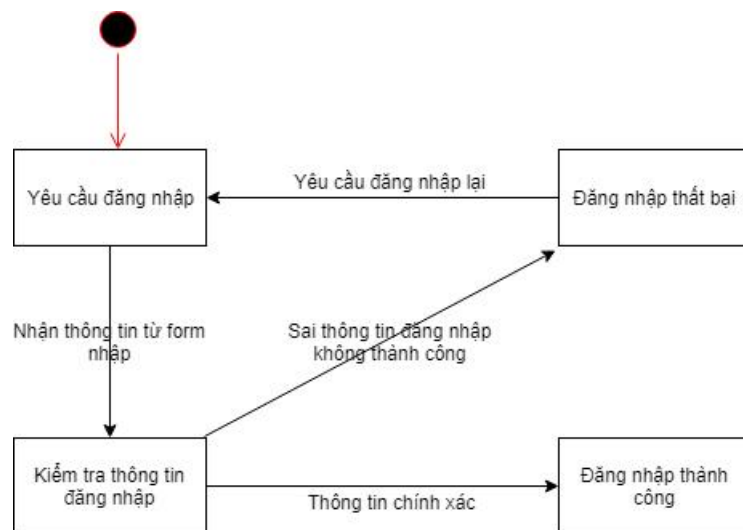 Yêu cầu đăng nhập lại
Yêu cầu đăng nhập
Đăng nhập thất bại
Nhận thông tin từ form
nhập
Sai thông tin đăng nhập
không thành công
Kiểm tra thông tin
đăng nhập
Thông tin chính xác
Đăng nhập thành
công